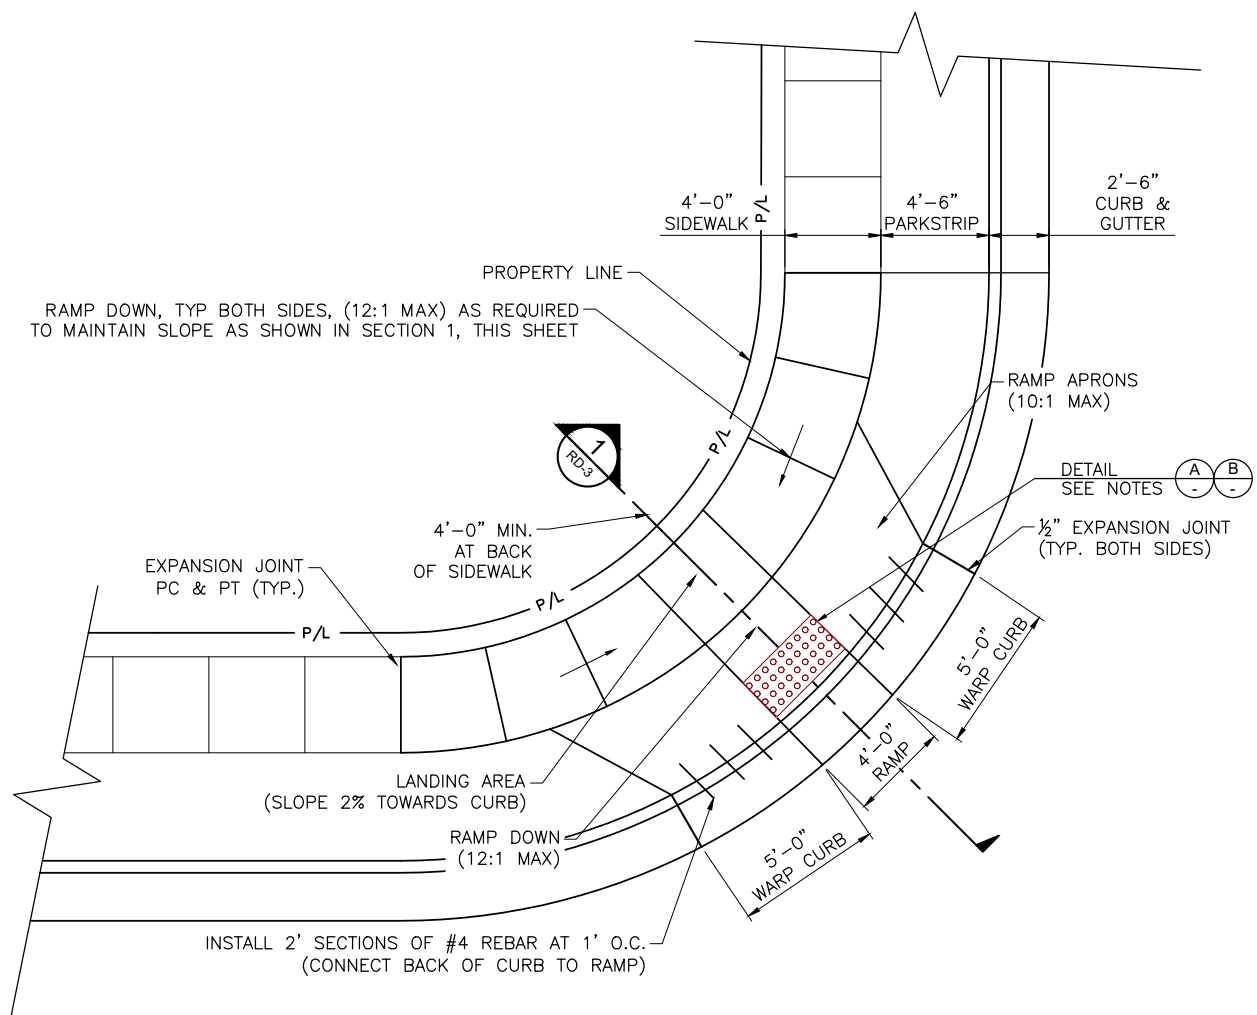 4'-0"
SIDEWALK
P/L
4'-6"
PARKSTRIP
2'-6"
CURB &
GUTTER
PROPERTY LINE
RAMP DOWN, TYP BOTH SIDES, (12:1 MAX) AS REQUIRED
TO MAINTAIN SLOPE AS SHOWN IN SECTION 1, THIS SHEET
RAMP APRONS
(10:1 MAX)
P/L
1
RD-3
DETAIL
SEE NOTES
A
-
B
-
4'-0" MIN.
AT BACK
OF SIDEWALK
½" EXPANSION JOINT
(TYP. BOTH SIDES)
EXPANSION JOINT
PC & PT (TYP.)
P/L
P/L
5'-0"
WARP CURB
4'-0"
RAMP
5'-0"
WARP CURB
LANDING AREA
(SLOPE 2% TOWARDS CURB)
RAMP DOWN
(12:1 MAX)
INSTALL 2' SECTIONS OF #4 REBAR AT 1' O.C.
(CONNECT BACK OF CURB TO RAMP)